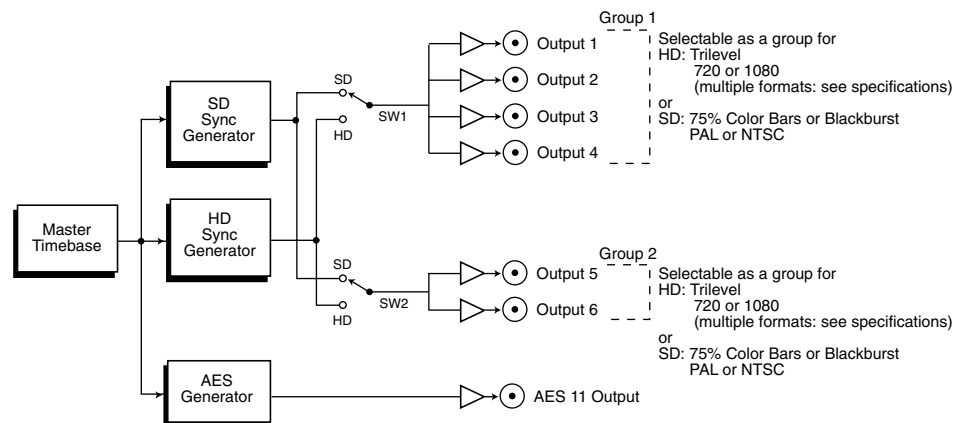 Group 1
Output 1
Output 2
Output 3
Output 4
Selectable as a group for
HD: Trilevel
720 or 1080
(multiple formats: see specifications)
or
SD: 75% Color Bars or Blackburst
PAL or NTSC
SD
Sync
Generator
SD
SW1
HD
Master
Timebase
HD
Sync
Generator
SD
SW2
HD
Group 2
Output 5
Output 6
Selectable as a group for
HD: Trilevel
720 or 1080
(multiple formats: see specifications)
or
SD: 75% Color Bars or Blackburst
PAL or NTSC
AES
Generator
AES 11 Output